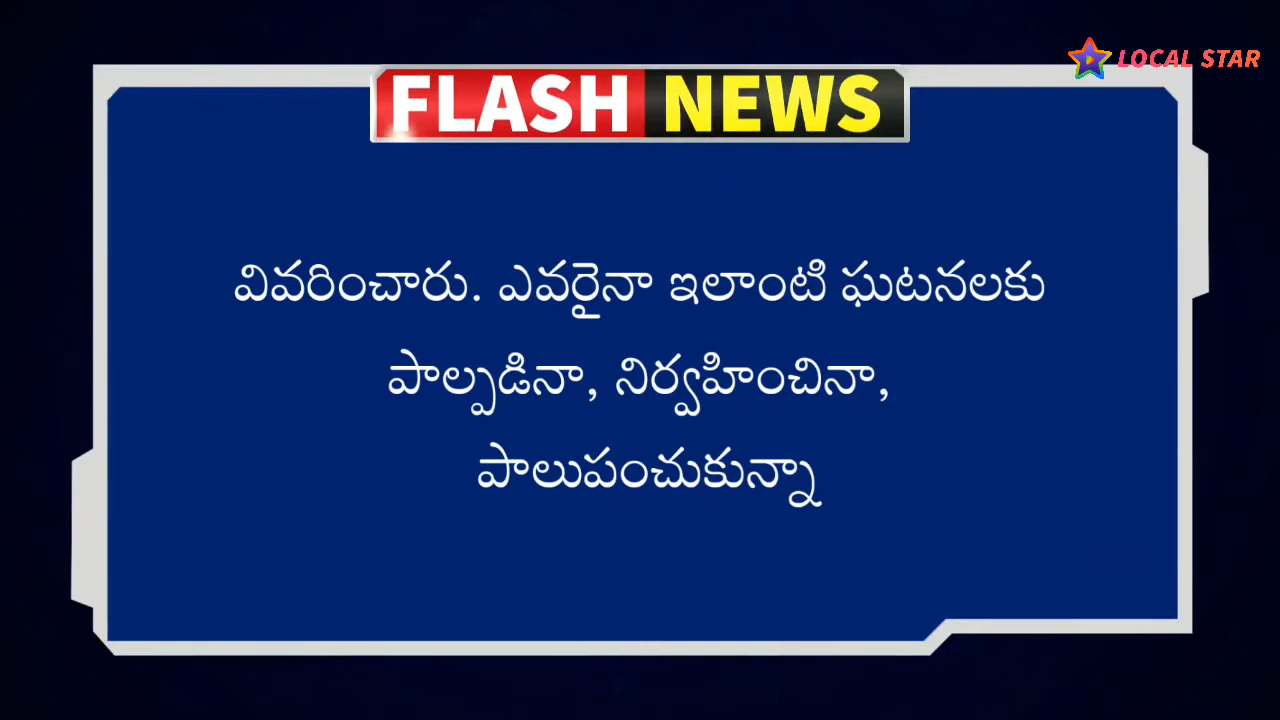 LOCAL STAR
FLASH NEWS
వివరించారు. ఎవరైనా ఇలాంటి ఘటనలకు
పాల్పడినా, నిర్వహించినా,
పాలుపంచుకున్నా